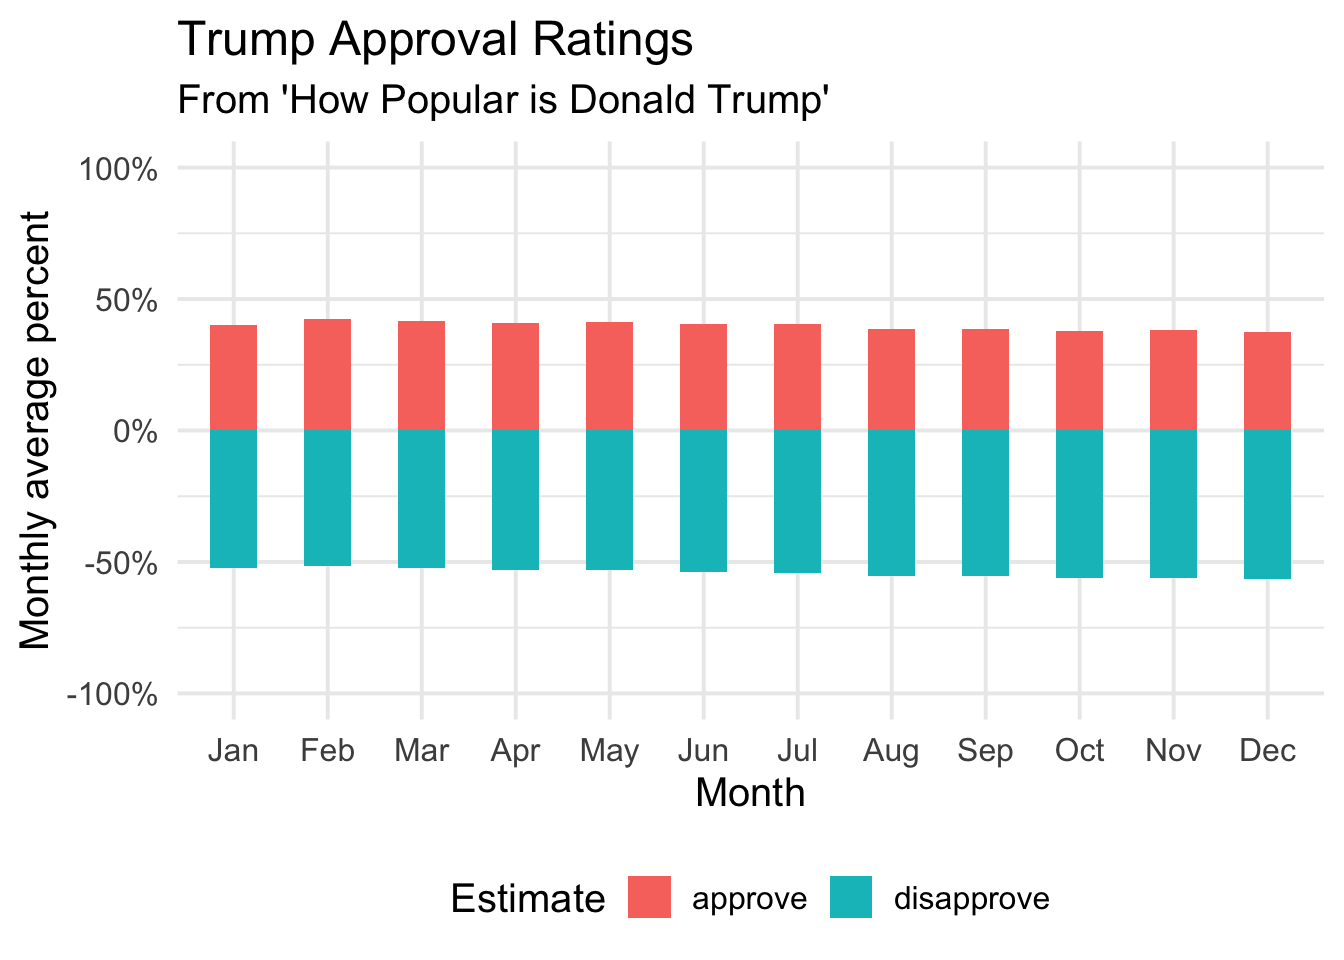 Trump Approval Ratings
From 'How Popular is Donald Trump'
Monthly average percent
100%
50%
0%
-50%
-100%
Jan Feb Mar Apr May Jun Jul Aug Sep Oct Nov Dec
Month
Estimate approve disapprove